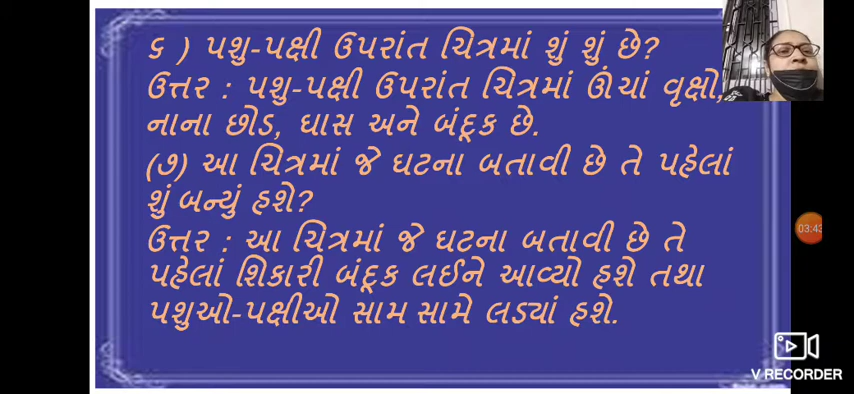 ૬ ) પશુ-પક્ષી ઉપરાંત ચિત્રમાં શું શું છે?
ઉત્તર : પશુ-પક્ષી ઉપરાંત ચિત્રમાં ઊંચાં વૃક્ષો,
નાના છોડ, ઘાસ અને બંદૂક છે.
(૭) આ ચિત્રમાં જે ઘટના બતાવી છે તે પહેલાં
શું બન્યું હશે?
ઉત્તર : આ ચિત્રમાં જે ઘટના બતાવી છે તે
પહેલાં શિકારી બંદૂક લઈને આવ્યો હશે તથા
પશુઓ-પક્ષીઓ સામ સામે લડ્યાં હશે.
03:43
V RECORDER